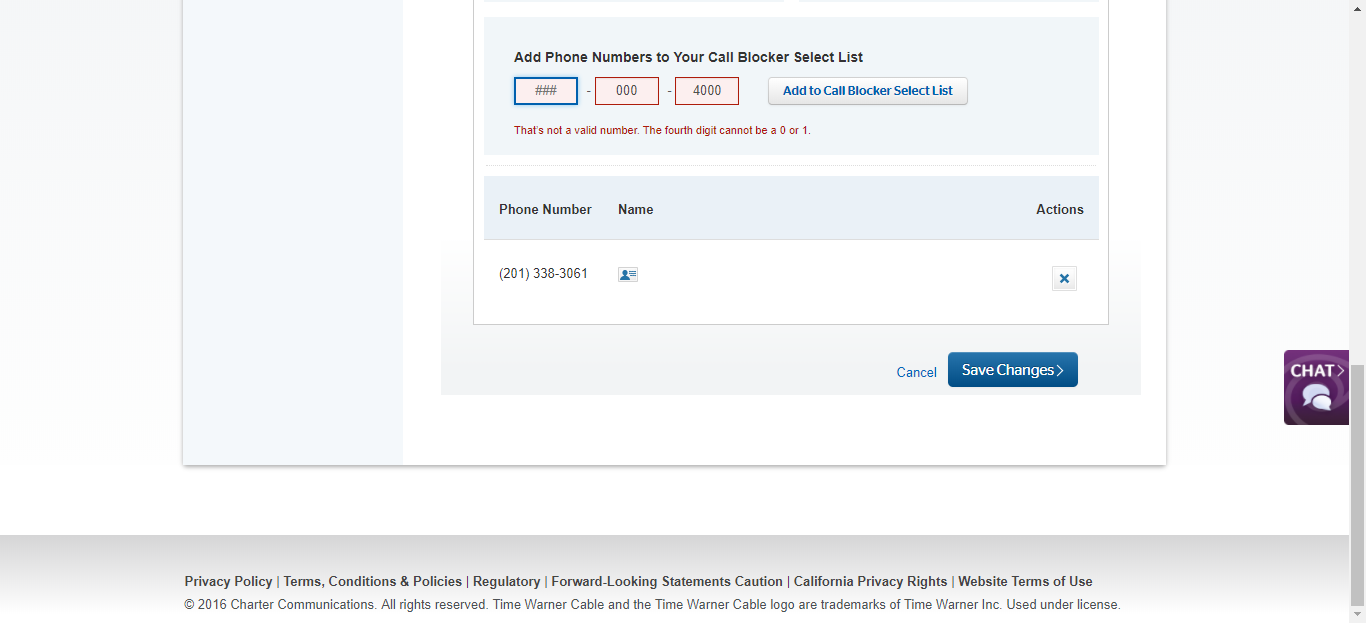 Add Phone Numbers to Your Call Blocker Select List
### - 000 - 4000 Add to Call Blocker Select List
That's not a valid number. The fourth digit cannot be a 0 or 1.
Phone Number Name Actions
(201) 338-3061
Cancel Save Changes
CHAT
Privacy Policy | Terms, Conditions & Policies | Regulatory | Forward-Looking Statements Caution | California Privacy Rights | Website Terms of Use
© 2016 Charter Communications. All rights reserved. Time Warner Cable and the Time Warner Cable logo are trademarks of Time Warner Inc. Used under license.